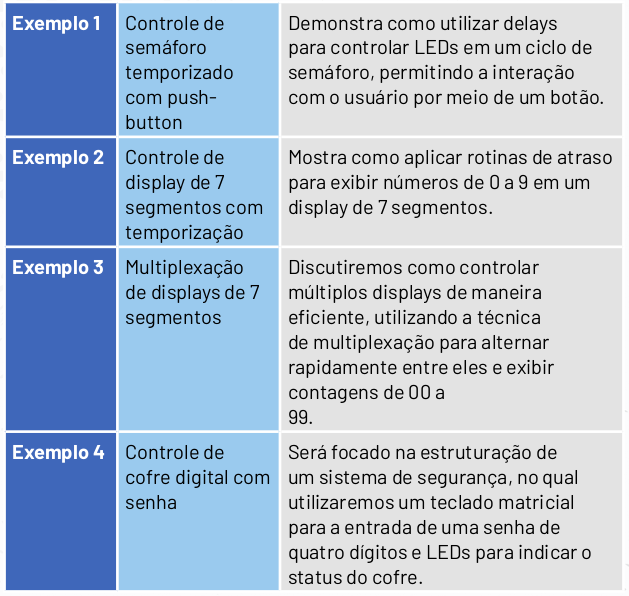 Exemplo 1
Controle de
semáforo
temporizado
com push-
button
Demonstra como utilizar delays
para controlar LEDs em um ciclo de
semáforo, permitindo a interação
com o usuário por meio de um botão.
Exemplo 2
Controle de
display de 7
segmentos com
temporização
Mostra como aplicar rotinas de atraso
para exibir números de 0 a 9 em um
display de 7 segmentos.
Exemplo 3
Multiplexação
de displays de 7
segmentos
Discutiremos como controlar
múltiplos displays de maneira
eficiente, utilizando a técnica
de multiplexação para alternar
rapidamente entre eles e exibir
contagens de 00 a
99.
Exemplo 4
Controle de
cofre digital com
senha
Será focado na estruturação de
um sistema de segurança, no qual
utilizaremos um teclado matricial
para a entrada de uma senha de
quatro dígitos e LEDs para indicar o
status do cofre.